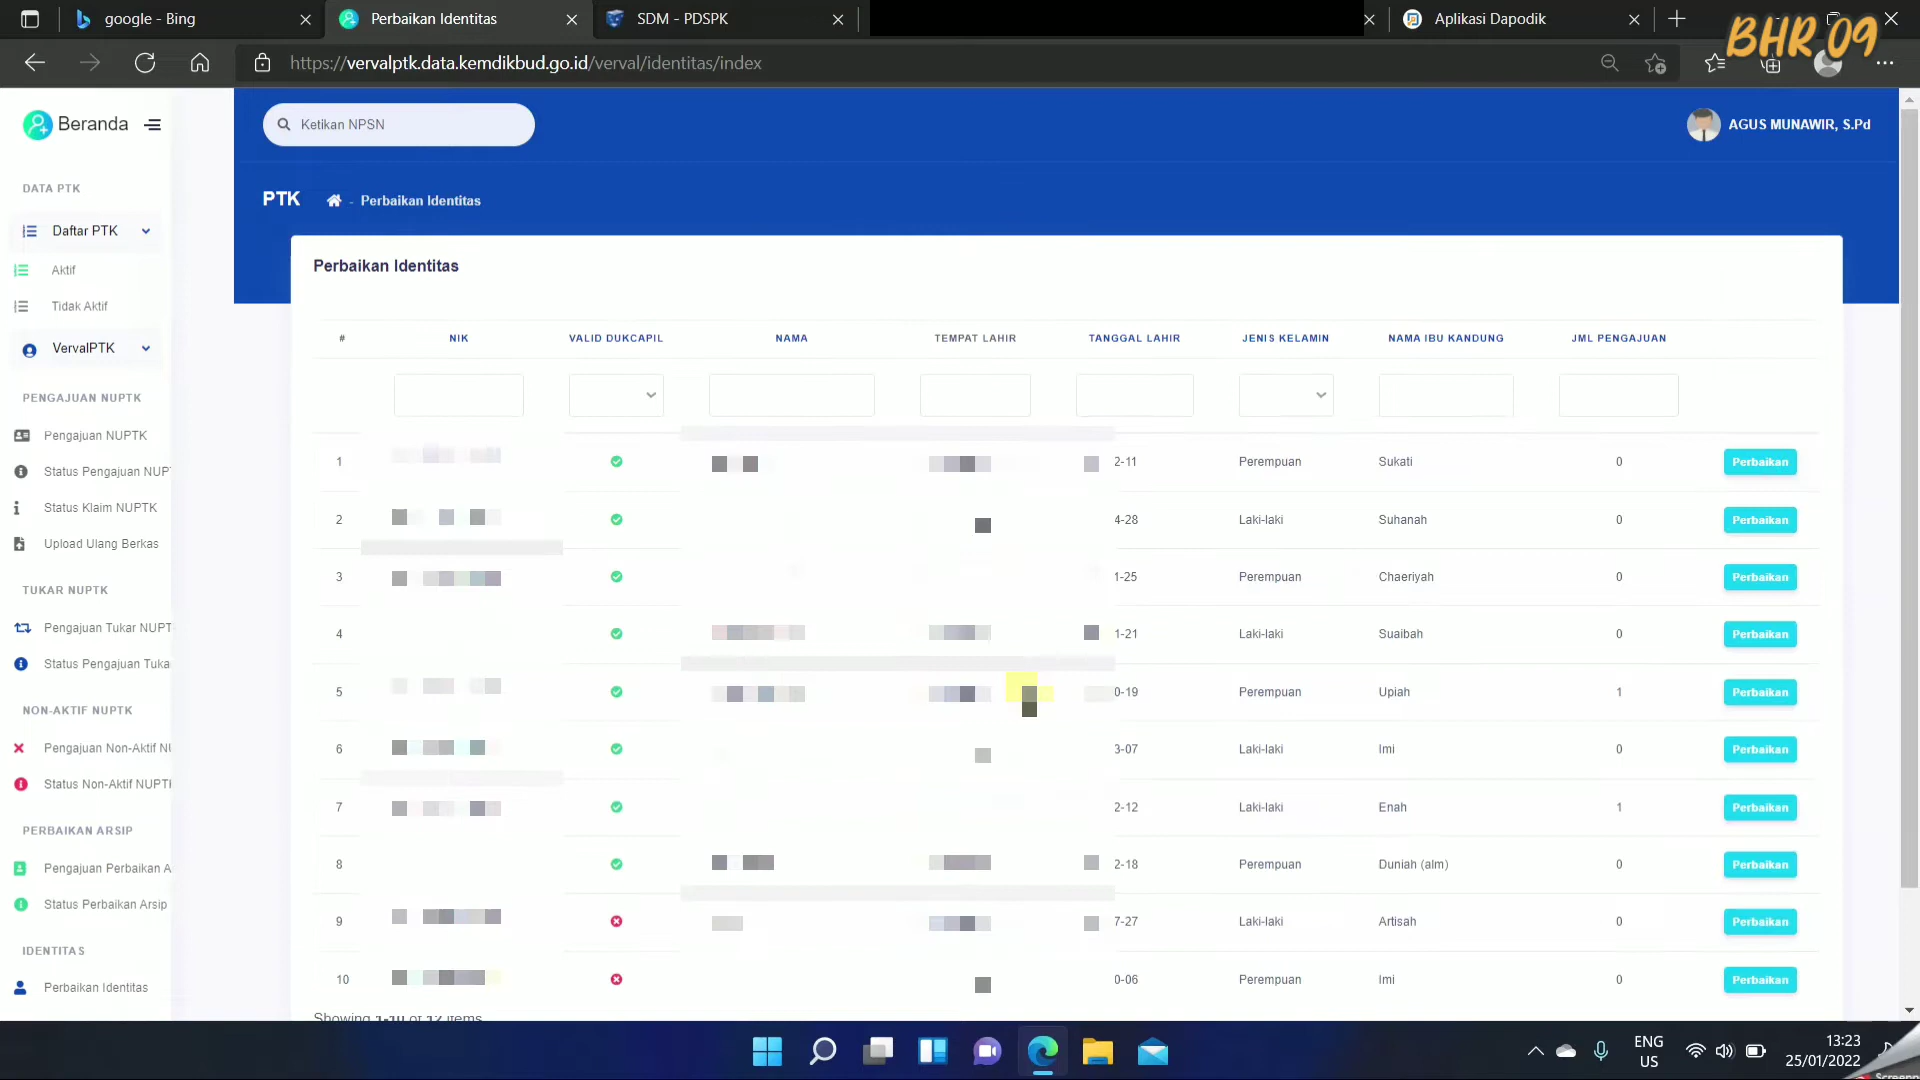 google - Bing
Perbaikan Identitas
SDM - PDSPK
Aplikasi Dapodik
BHR 09
https://vervalptk.data.kemdikbud.go.id/verval/identitas/index
Beranda
Ketikan NPSN
AGUS MUNAWIR, S.Pd
DATA PTK
Daftar PTK
Aktif
Tidak Aktif
VervalPTK
PENGAJUAN NUPTK
Pengajuan NUPTK
Status Pengajuan NUPT
Status Klaim NUPTK
Upload Ulang Berkas
TUKAR NUPTK
Pengajuan Tukar NUPT
Status Pengajuan Tuka
NON-AKTIF NUPTK
Pengajuan Non-Aktif NU
Status Non-Aktif NUPTK
PERBAIKAN ARSIP
Pengajuan Perbaikan A
Status Perbaikan Arsip
IDENTITAS
Perbaikan Identitas
PTK - Perbaikan Identitas
Perbaikan Identitas
# NIK VALID DUKCAPIL NAMA TEMPAT LAHIR TANGGAL LAHIR JENIS KELAMIN NAMA IBU KANDUNG JML PENGAJUAN
1 2-11 Perempuan Sukati 0 Perbaikan
2 4-28 Laki-laki Suhanah 0 Perbaikan
3 1-25 Perempuan Chaeriyah 0 Perbaikan
4 1-21 Laki-laki Suaibah 0 Perbaikan
5 0-19 Perempuan Upiah 1 Perbaikan
6 3-07 Laki-laki Imi 0 Perbaikan
7 2-12 Laki-laki Enah 1 Perbaikan
8 2-18 Perempuan Duniah (alm) 0 Perbaikan
9 7-27 Laki-laki Artisah 0 Perbaikan
10 0-06 Perempuan Imi 0 Perbaikan
Showing 1-10 of 12 items
ENG
US
13:23
25/01/2022